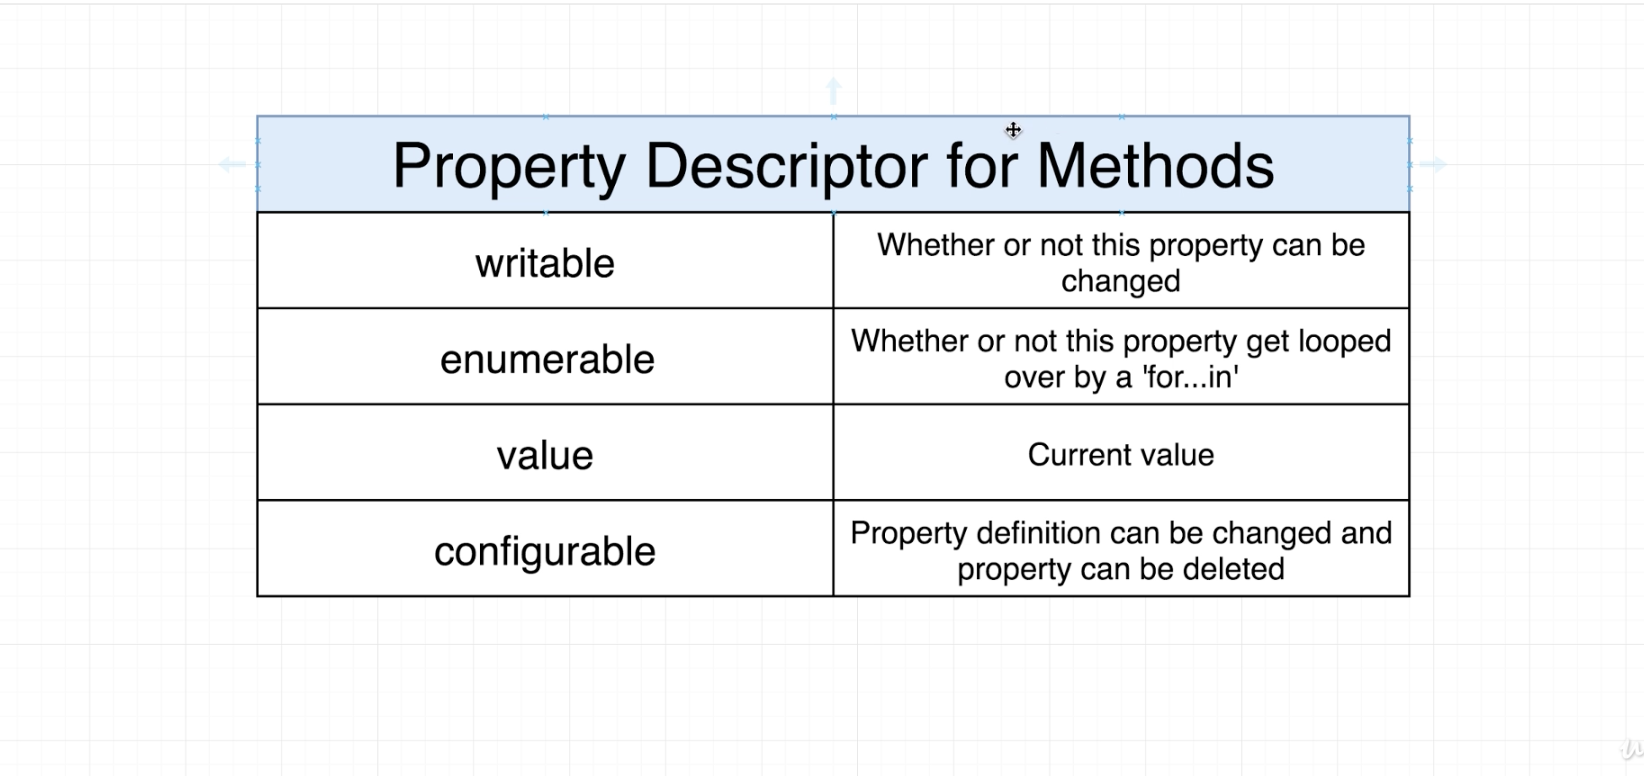 Property Descriptor for Methods
writable
Whether or not this property can be
changed
enumerable
Whether or not this property get looped
over by a 'for...in'
value
Current value
configurable
Property definition can be changed and
property can be deleted